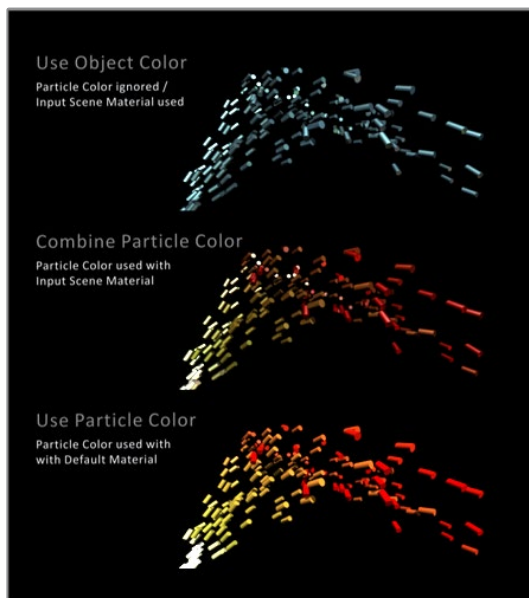 Use Object Color
Particle Color ignored /
Input Scene Material used
Combine Particle Color
Particle Color used with
Input Scene Material
Use Particle Color
Particle Color used with
with Default Material